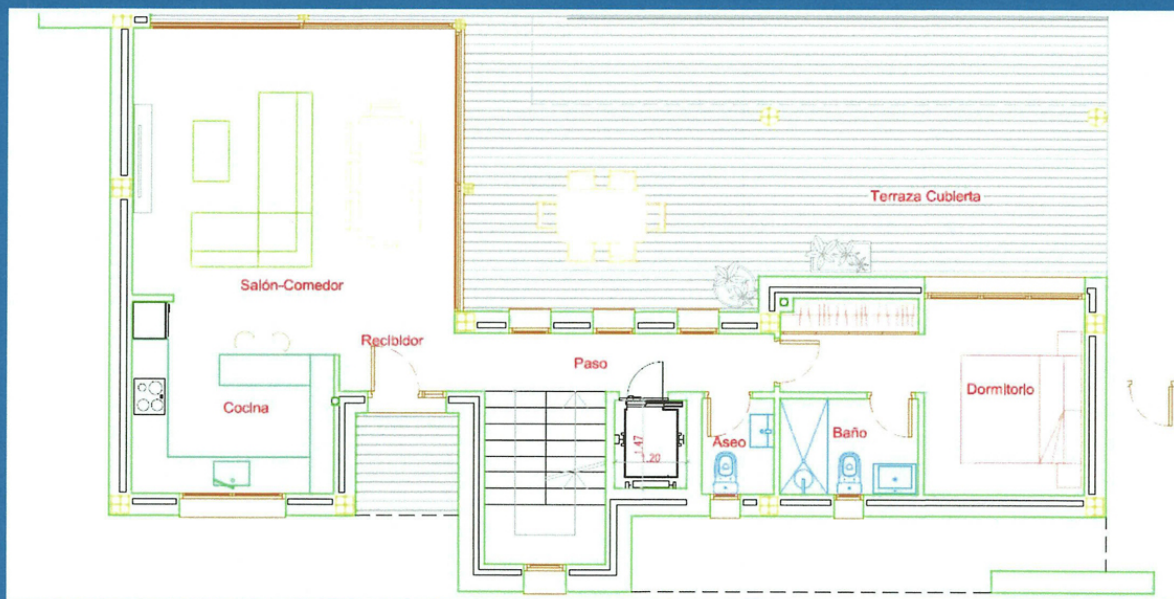 Terraza Cubierta
Salón-Comedor
Recibidor
Paso
Dormitorio
Cocina
Aseo
Baño
1.47
1.20